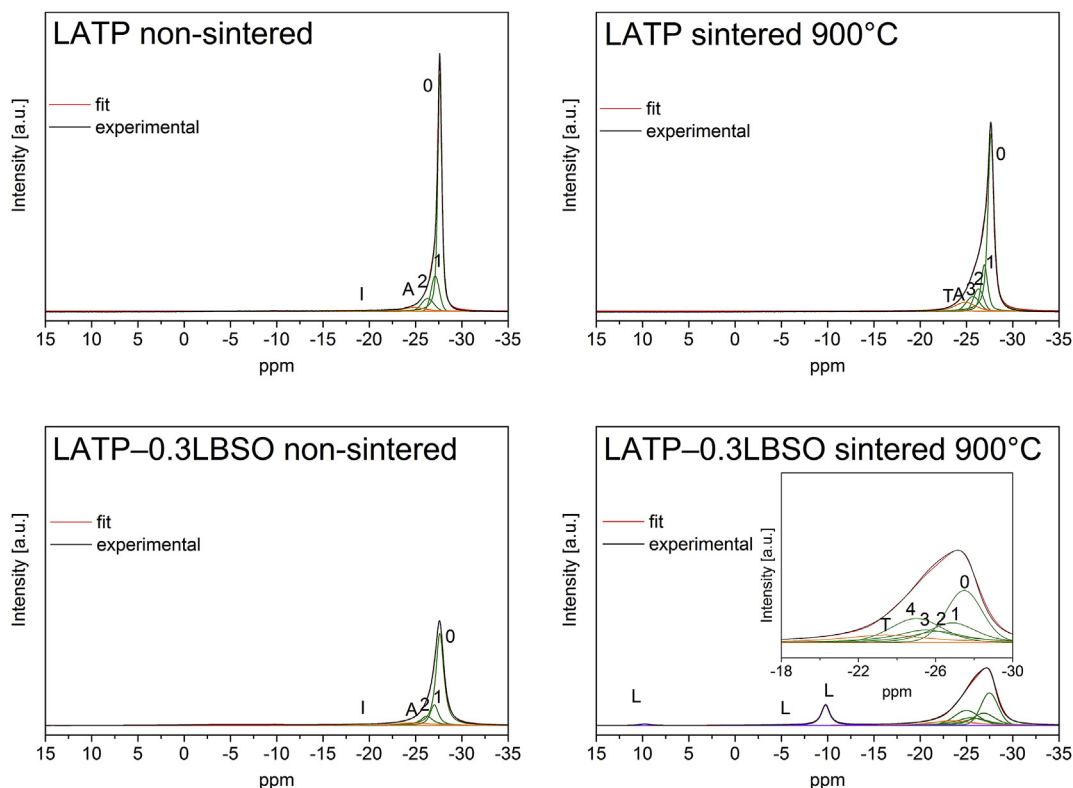 LATP non-sintered
fit
experimental
Intensity [a.u.]
0
1
2
A
I
15 10 5 0 -5 -10 -15 -20 -25 -30 -35
ppm
LATP sintered 900°C
fit
experimental
Intensity [a.u.]
0
1
2
3
A
T
15 10 5 0 -5 -10 -15 -20 -25 -30 -35
ppm
LATP–0.3LBSO non-sintered
fit
experimental
Intensity [a.u.]
0
I
A 2 1
15 10 5 0 -5 -10 -15 -20 -25 -30 -35
ppm
LATP–0.3LBSO sintered 900°C
fit
experimental
Intensity [a.u.]
Intensity [a.u.]
0
4
T 3 2 1
-18 -22 -26 -30
ppm
L
L
L
15 10 5 0 -5 -10 -15 -20 -25 -30 -35
ppm